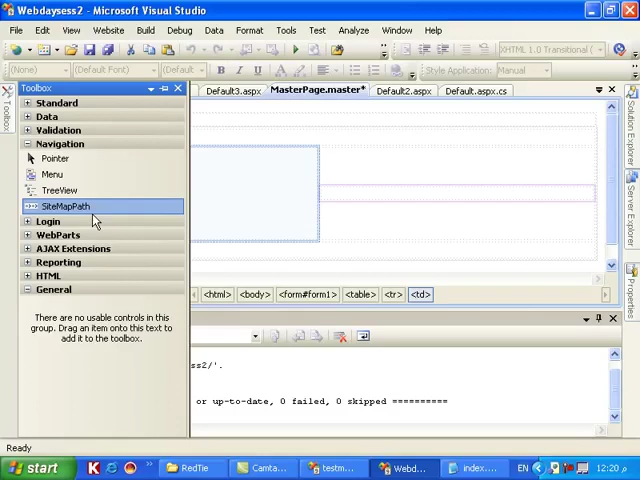 Webdaysess2 - Microsoft Visual Studio
File Edit View Website Build Debug Data Format Tools Test Analyze Window Help
XHTML 1.0 Transitional (
(None) (Default Font) (Default B I U A Style Application: Manual
Toolbox
Toolbox
Default3.aspx MasterPage.master* Default2.aspx Default.aspx.cs
Standard
Data
Validation
Navigation
Pointer
Menu
TreeView
SiteMapPath
Login
WebParts
AJAX Extensions
Reporting
HTML
General
There are no usable controls in this
group. Drag an item onto this text to
add it to the toolbox.
<html> <body> <form#form1> <table> <tr> <td>
ss2/'.
or up-to-date, 0 failed, 0 skipped ==========
Solution Explorer
Server Explorer
Properties
Ready
start K RedTie Camta... testm... Webd... index.... EN 12:20 م